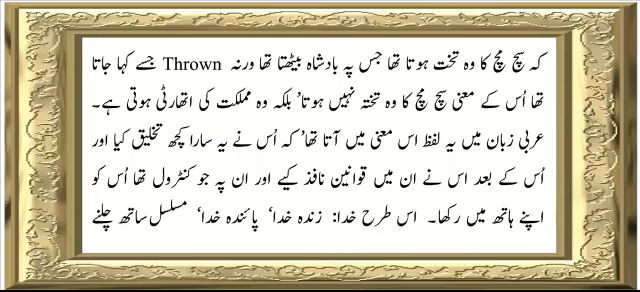 کہ سچ مچ کا وہ تخت ہوتا تھا جس پہ بادشاہ بیٹھتا تھا ورنہ Thrown جسے کہا جاتا
تھا اُس کے معنی سچ مچ کا وہ تختہ نہیں ہوتا‘ بلکہ وہ مملکت کی اتھارٹی ہوتی ہے۔
عربی زبان میں یہ لفظ اس معنی میں آتا تھا‘ کہ اُس نے یہ سارا کچھ تخلیق کیا اور
اُس کے بعد اس نے ان میں قوانین نافذ کیے اور ان پہ جو کنٹرول تھا اُس کو
اپنے ہاتھ میں رکھا۔ اس طرح خدا: زندہ خدا‘ پائندہ خدا‘ مسلسل ساتھ چلنے